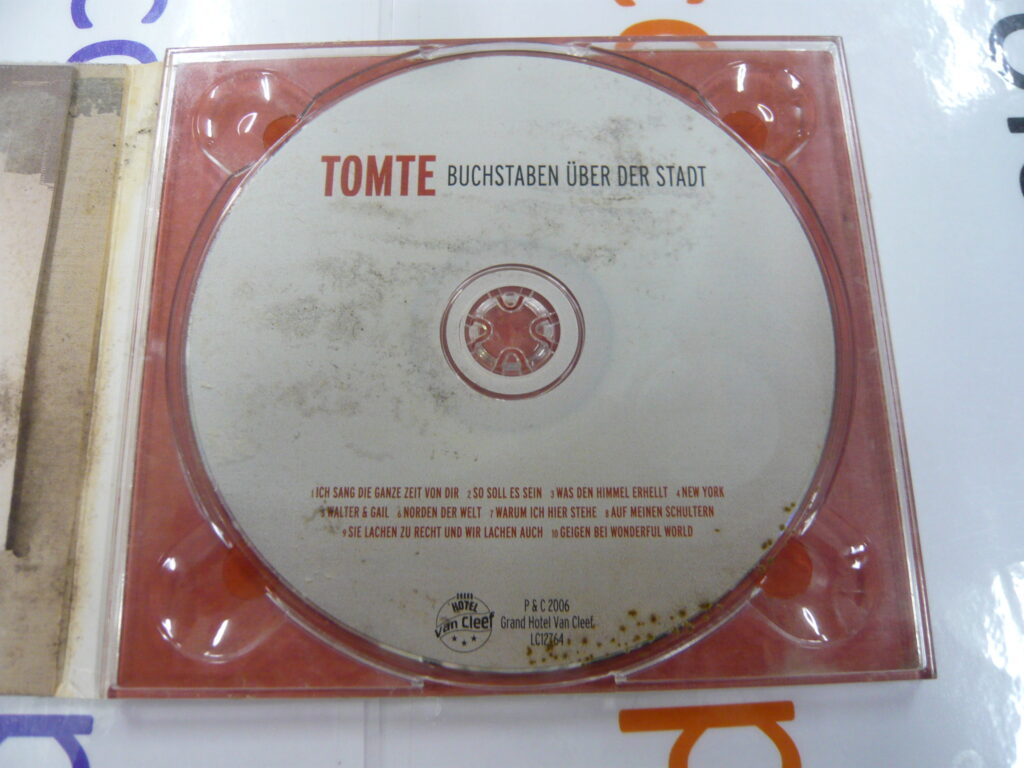 TOMTE BUCHSTABEN ÜBER DER STADT
1 ICH SANG DIE GANZE ZEIT VON DIR 2 SO SOLL ES SEIN 3 WAS DEN HIMMEL ERHELLT 4 NEW YORK
5 WALTER & GAIL 6 NORDEN DER WELT 7 WARUM ICH HIER STEHE 8 AUF MEINEN SCHULTERN
9 SIE LACHEN ZU RECHT UND WIR LACHEN AUCH 10 GEIGEN BEI WONDERFUL WORLD
HOTEL
van Cleef
P & C 2006
Grand Hotel Van Cleef
LC12764